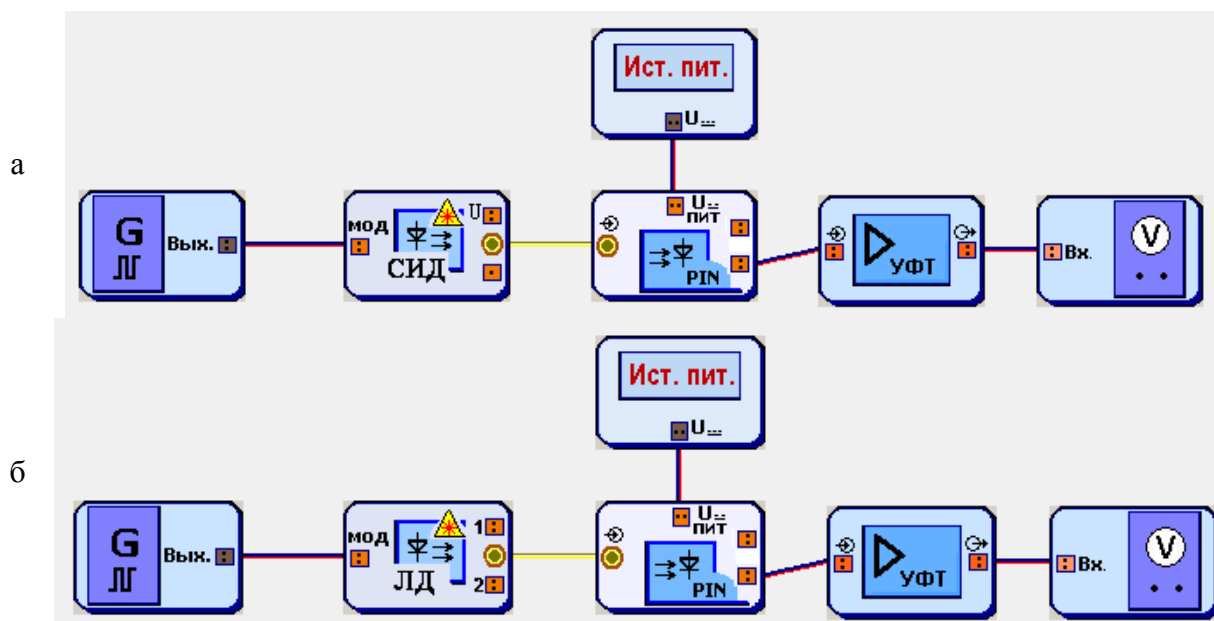 а
Ист. пит.
U
G
Вых.
мод
U
СИД
U
ПИТ
PIN
УФТ
Вх.
V
б
Ист. пит.
U
G
Вых.
мод
1
ЛД
2
U
ПИТ
PIN
УФТ
Вх.
V